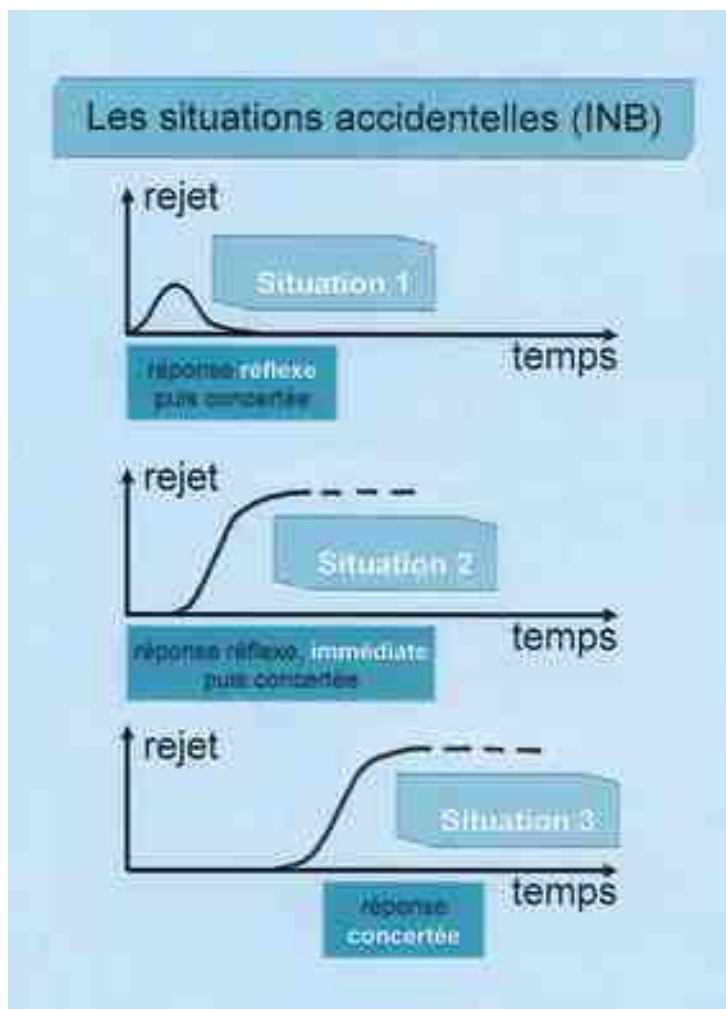 Les situations accidentelles (INB)
rejet
Situation 1
temps
réponse réflexe
puis concertée
rejet
Situation 2
temps
réponse réflexe, immédiate
puis concertée
rejet
Situation 3
temps
réponse
concertée